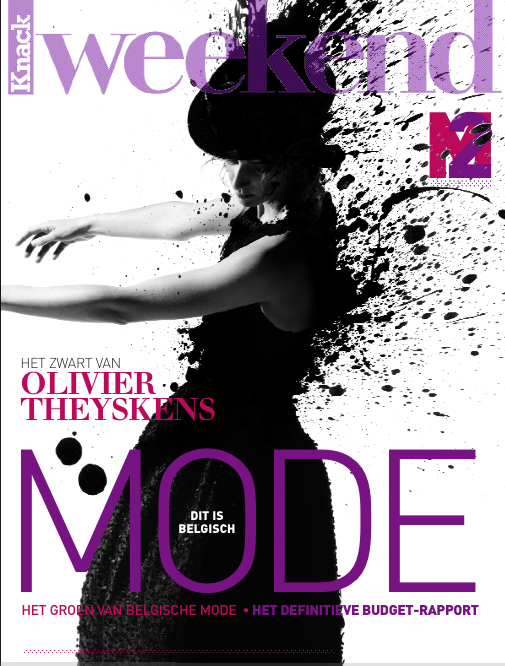 Knack
weekend
M2
HET ZWART VAN
OLIVIER
THEYSKENS
MODE
DIT IS
BELGISCH
HET GROEN VAN BELGISCHE MODE • HET DEFINITIEVE BUDGET-RAPPORT